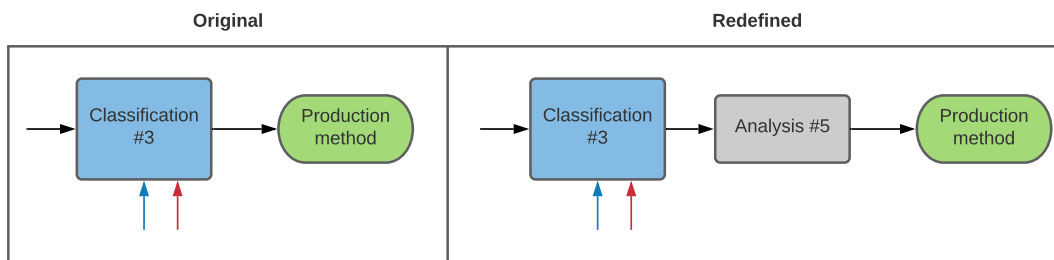 Original
Redefined
Classification
#3
Production
method
Classification
#3
Analysis #5
Production
method